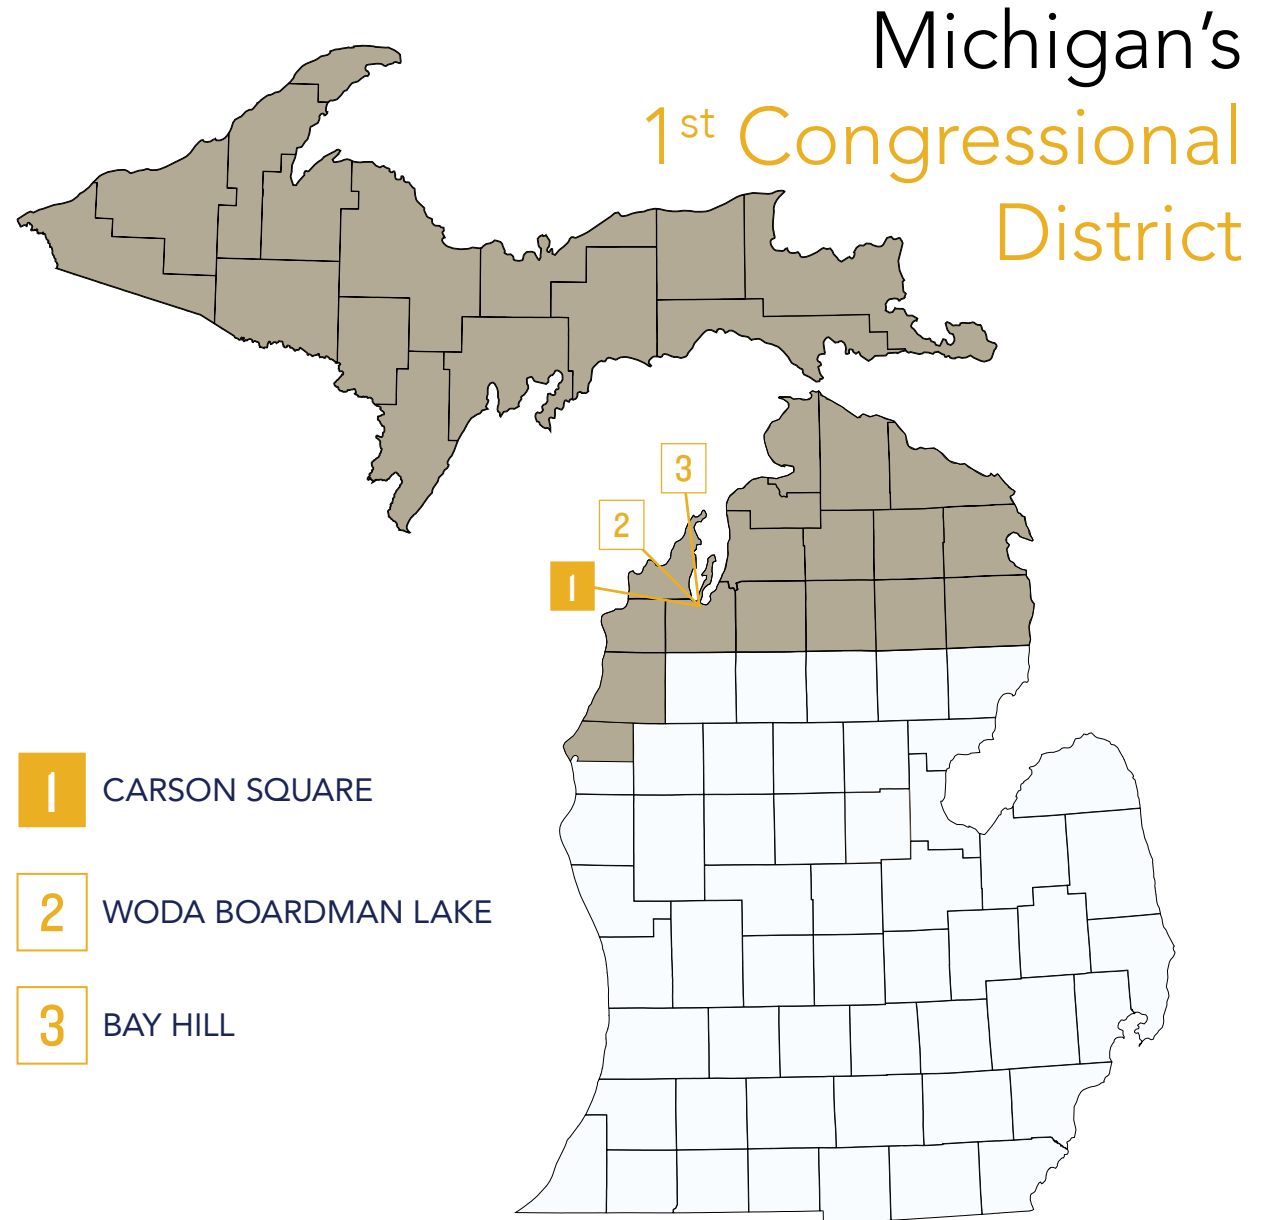 Michigan’s
1st Congressional
District
3
2
1
1 CARSON SQUARE
2 WODA BOARDMAN LAKE
3 BAY HILL